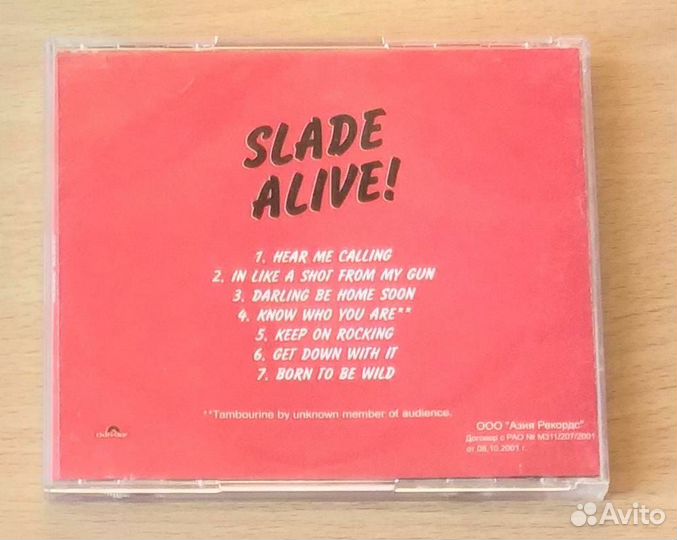 SLADE
ALIVE!
1. HEAR ME CALLING
2. IN LIKE A SHOT FROM MY GUN
3. DARLING BE HOME SOON
4. KNOW WHO YOU ARE**
5. KEEP ON ROCKING
6. GET DOWN WITH IT
7. BORN TO BE WILD
**Tambourine by unknown member of audience.
ООО "Азия Рекордс"
Договор с РАО № М311/207/2001
от 08.10.2001 г.
Avito